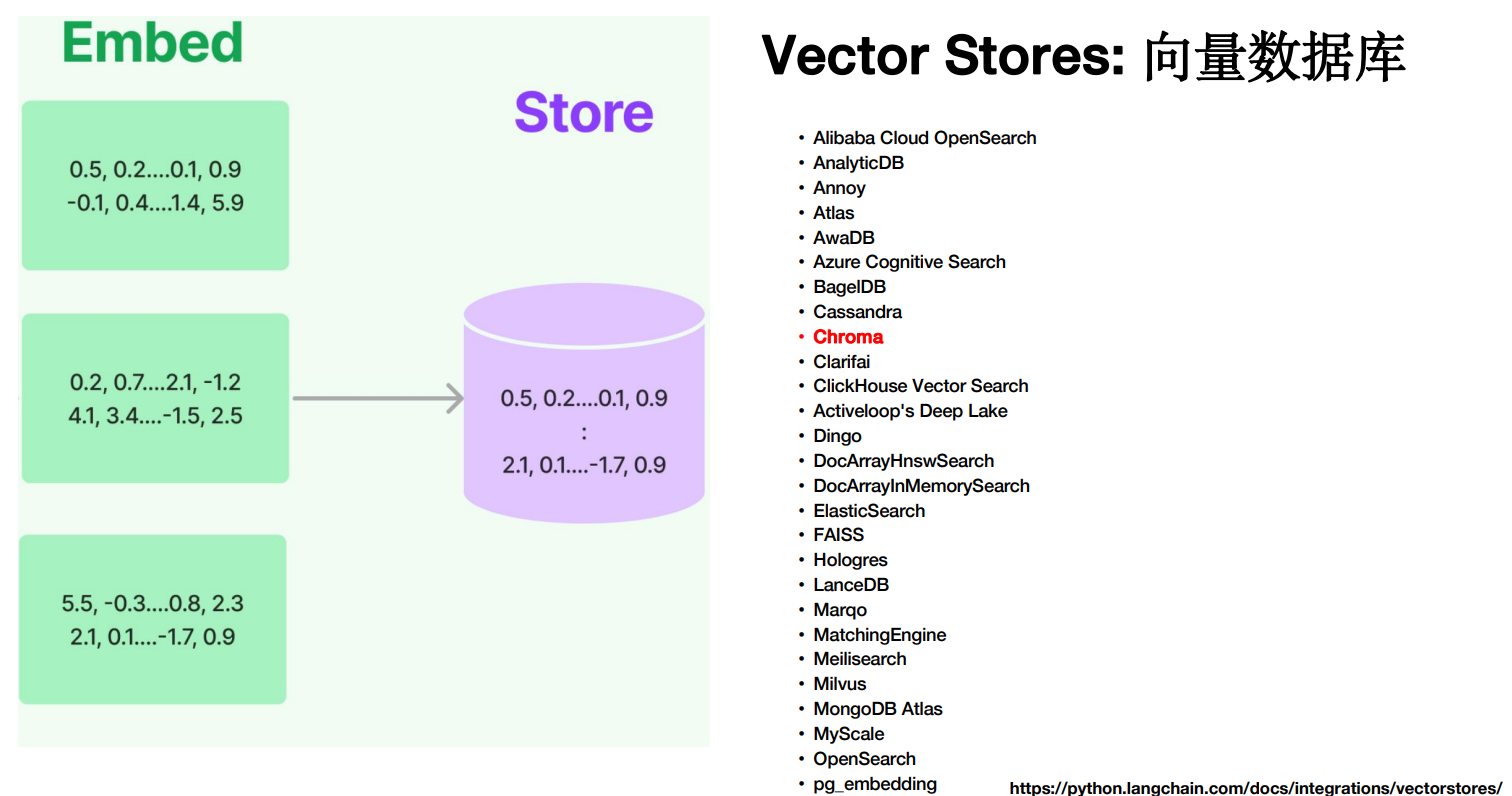 Embed
Store
0.5, 0.2....0.1, 0.9
-0.1, 0.4....1.4, 5.9
0.2, 0.7....2.1, -1.2
4.1, 3.4....-1.5, 2.5
5.5, -0.3....0.8, 2.3
2.1, 0.1....-1.7, 0.9
0.5, 0.2....0.1, 0.9
:
2.1, 0.1....-1.7, 0.9
Vector Stores: 向量数据库
• Alibaba Cloud OpenSearch
• AnalyticDB
• Annoy
• Atlas
• AwaDB
• Azure Cognitive Search
• BagelDB
• Cassandra
• Chroma
• Clarifai
• ClickHouse Vector Search
• Activeloop's Deep Lake
• Dingo
• DocArrayHnswSearch
• DocArrayInMemorySearch
• ElasticSearch
• FAISS
• Hologres
• LanceDB
• Marqo
• MatchingEngine
• Meilisearch
• Milvus
• MongoDB Atlas
• MyScale
• OpenSearch
• pg_embedding
https://python.langchain.com/docs/integrations/vectorstores/